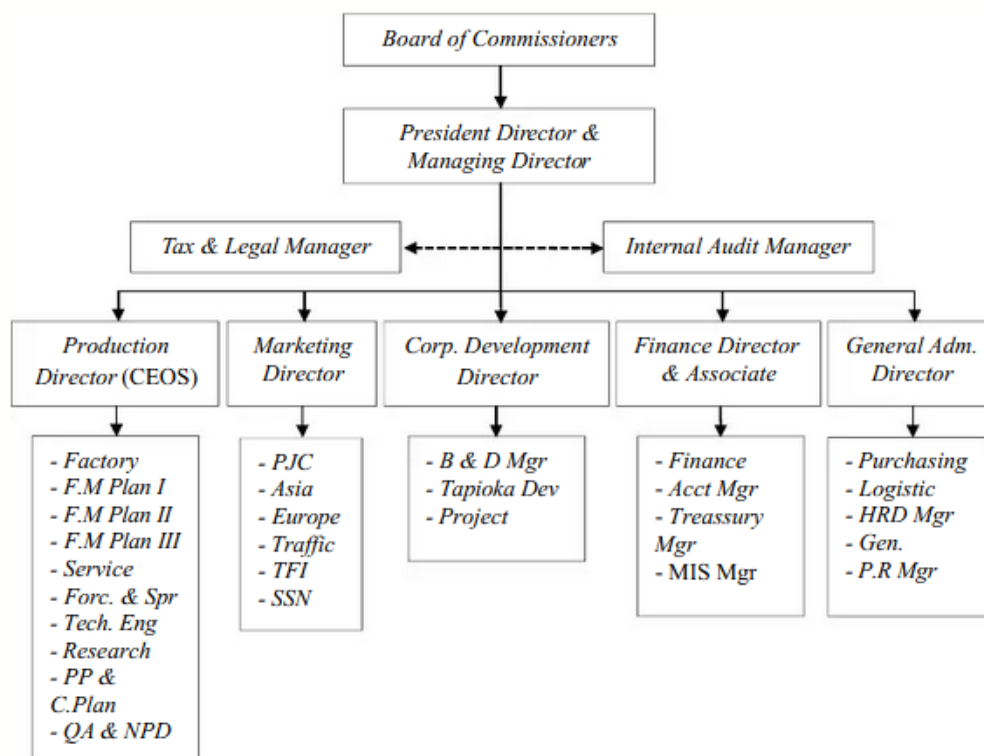 Board of Commissioners
President Director &
Managing Director
Tax & Legal Manager
Internal Audit Manager
Production
Director (CEOS)
Marketing
Director
Corp. Development
Director
Finance Director
& Associate
General Adm.
Director
- Factory
- F.M Plan I
- F.M Plan II
- F.M Plan III
- Service
- Forc. & Spr
- Tech. Eng
- Research
- PP &
C.Plan
- QA & NPD
- PJC
- Asia
- Europe
- Traffic
- TFI
- SSN
- B & D Mgr
- Tapioka Dev
- Project
- Finance
- Acct Mgr
- Treassury
Mgr
- MIS Mgr
- Purchasing
- Logistic
- HRD Mgr
- Gen.
- P.R Mgr